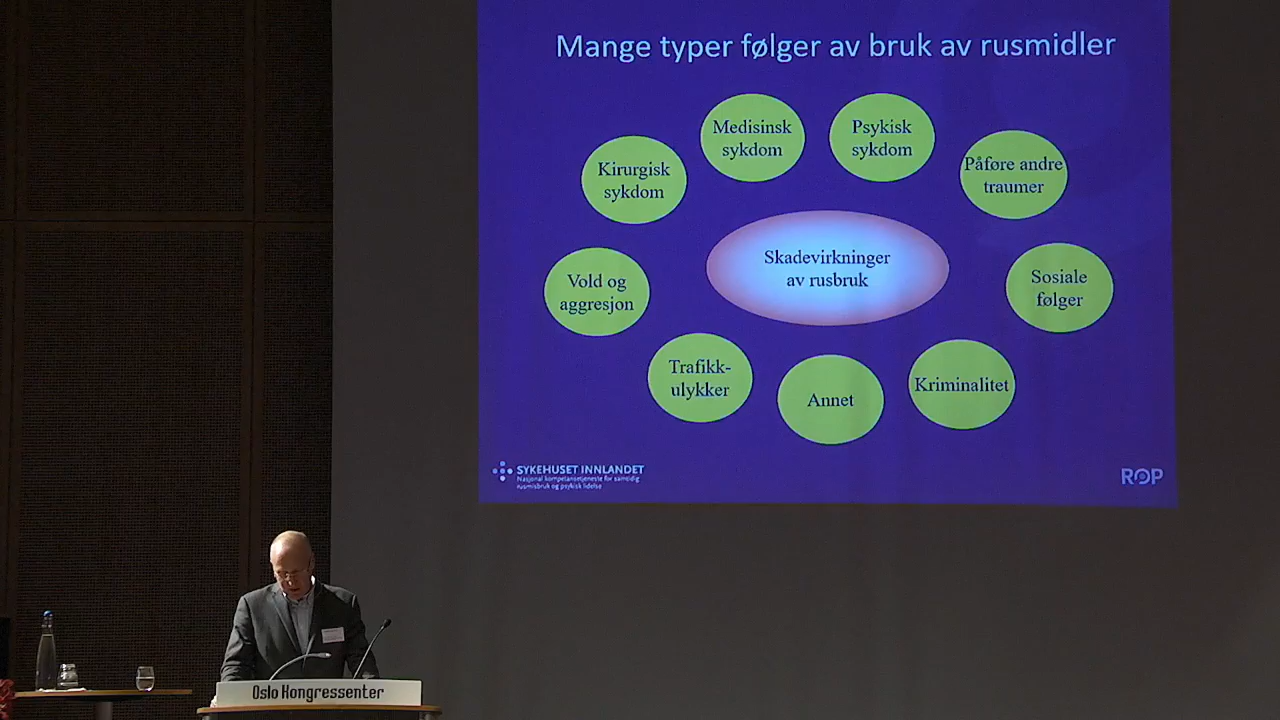 Mange typer følger av bruk av rusmidler
Medisinsk
sykdom
Psykisk
sykdom
Kirurgisk
sykdom
Påføre andre
traumer
Skadevirkninger
av rusbruk
Vold og
aggresjon
Sosiale
følger
Trafikk-
ulykker
Annet
Kriminalitet
SYKEHUSET INNLANDET
Nasjonal kompetansetjeneste for samtidig
rusmisbruk og psykisk lidelse
ROP
Oslo Kongressenter